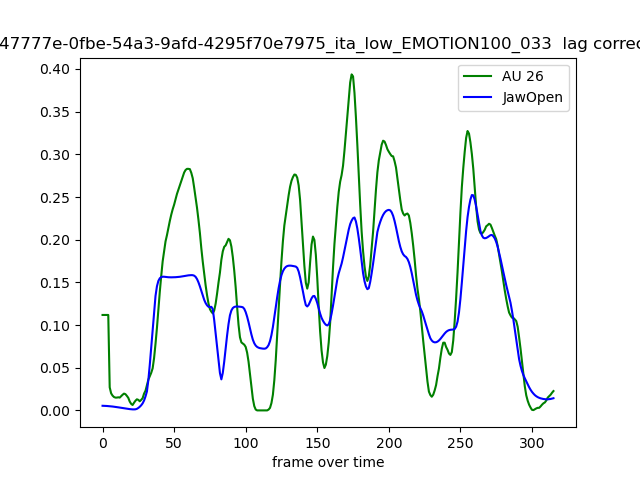 47777e-0fbe-54a3-9afd-4295f70e7975_ita_low_EMOTION100_033 lag correc
AU 26
JawOpen
0.40
0.35
0.30
0.25
0.20
0.15
0.10
0.05
0.00
0 50 100 150 200 250 300
frame over time